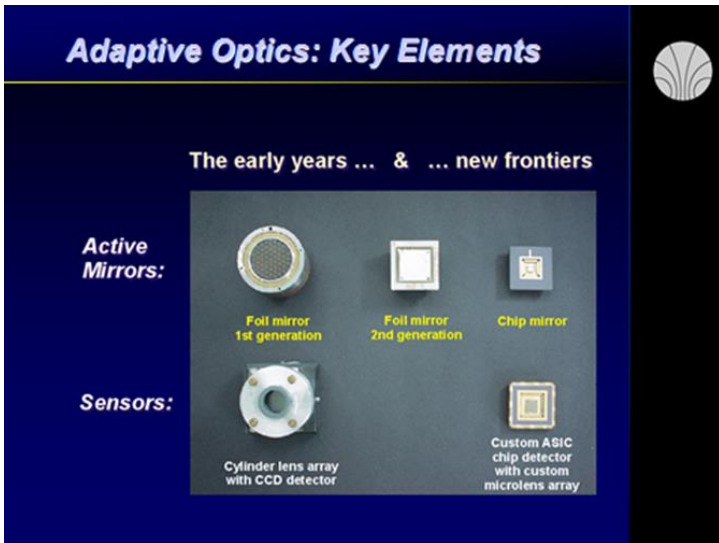 Adaptive Optics: Key Elements
The early years ... & ... new frontiers
Active
Mirrors:
Foil mirror
1st generation
Foil mirror
2nd generation
Chip mirror
Sensors:
Cylinder lens array
with CCD detector
Custom ASIC
chip detector
with custom
microlens array